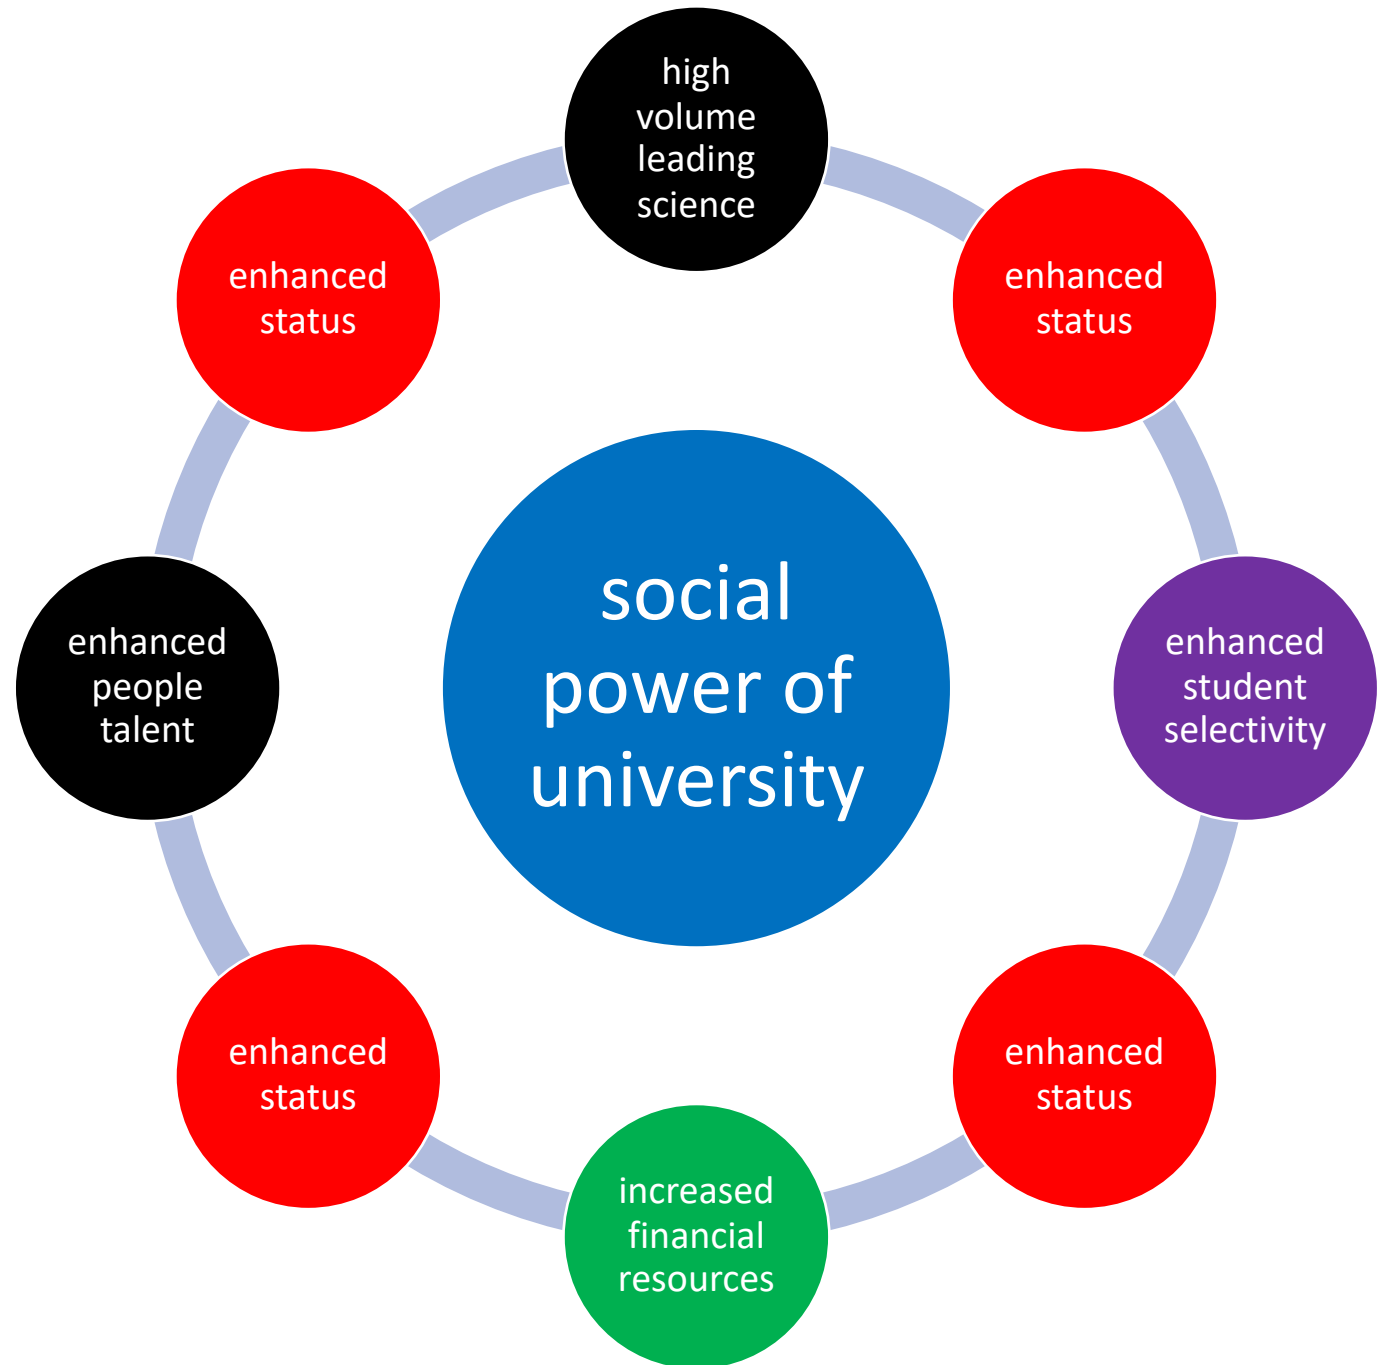 high
volume
leading
science
enhanced
status
enhanced
student
selectivity
enhanced
status
increased
financial
resources
enhanced
status
enhanced
people
talent
enhanced
status
social
power of
university